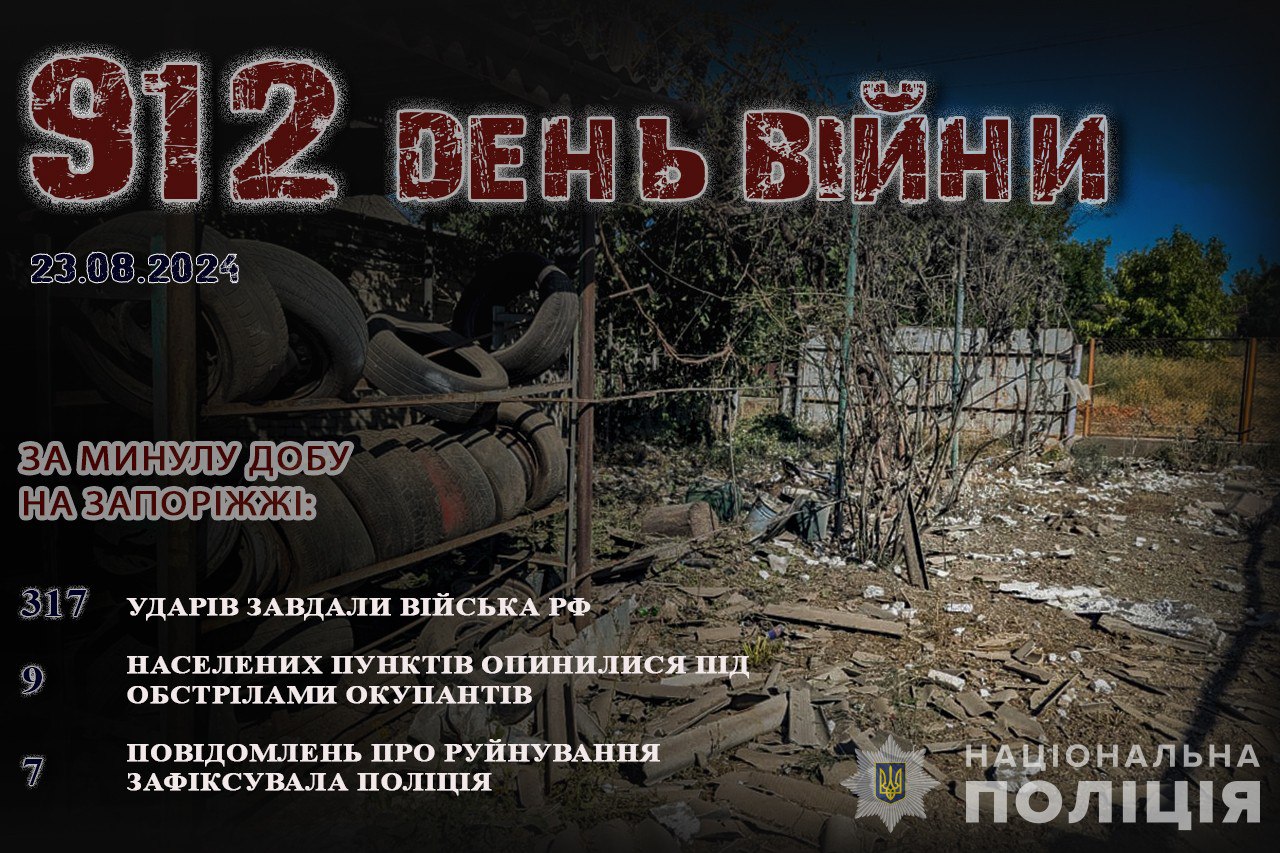 912 ДЕНЬ ВІЙНИ
23.08.2024
ЗА МИНУЛУ ДОБУ
НА ЗАПОРІЖЖІ:
317 УДАРІВ ЗАВДАЛИ ВІЙСЬКА РФ
9 НАСЕЛЕНИХ ПУНКТІВ ОПИНИЛИСЯ ПІД
ОБСТРІЛАМИ ОКУПАНТІВ
7 ПОВІДОМЛЕНЬ ПРО РУЙНУВАННЯ
ЗАФІКСУВАЛА ПОЛІЦІЯ
НАЦІОНАЛЬНА
ПОЛІЦІЯ